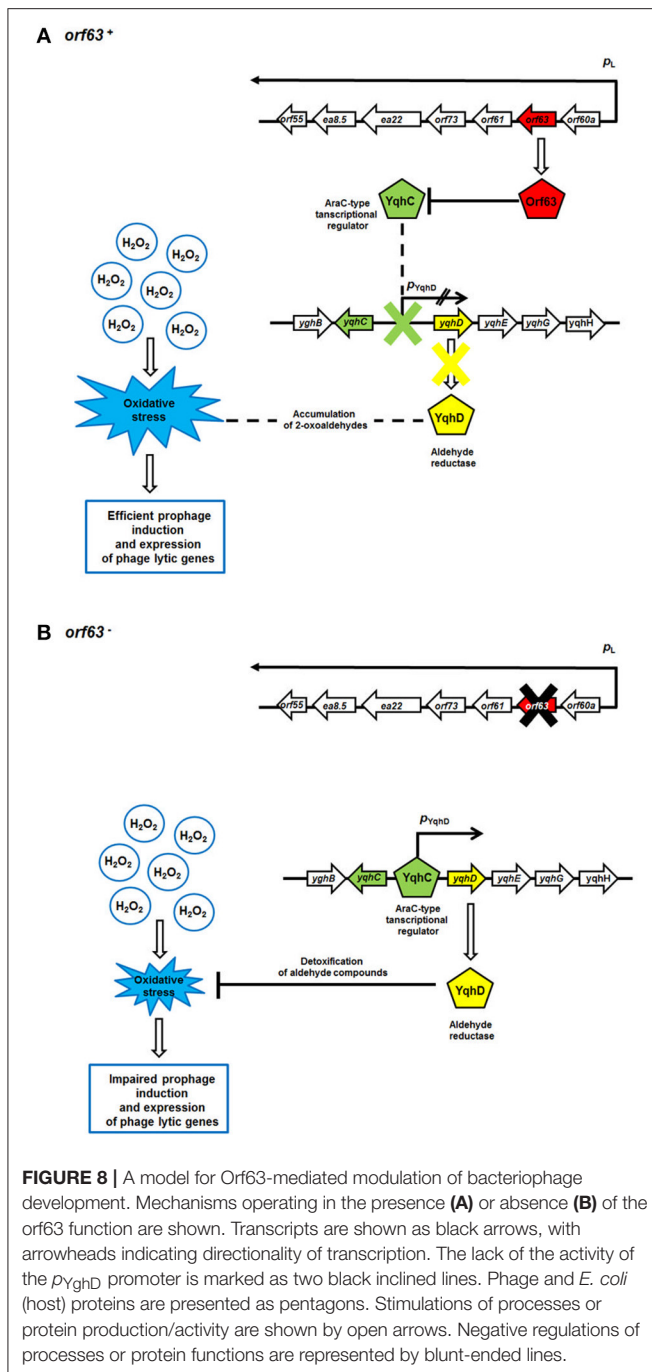 A orf63 +
pL
orf55 ea8.5 ea22 orf73 orf61 orf63 orf60a
YqhC
Orf63
AraC-type
tanscriptional
regulator
H2O2
H2O2
H2O2
H2O2
H2O2
H2O2
pYqhD
yghB yqhC yqhD yqhE yqhG yqhH
Oxidative
stress
Accumulation
of 2-oxoaldehydes
YqhD
Aldehyde
reductase
Efficient prophage
induction
and expression
of phage lytic genes
B orf63 -
pL
orf55 ea8.5 ea22 orf73 orf61 orf63 orf60a
H2O2
H2O2
H2O2
H2O2
H2O2
H2O2
pYqhD
yghB yqhC YqhC yqhD yqhE yqhG yqhH
AraC-type
tanscriptional
regulator
Oxidative
stress
Detoxification
of aldehyde compounds
YqhD
Aldehyde
reductase
Impaired prophage
induction
and expression
of phage lytic genes
FIGURE 8 | A model for Orf63-mediated modulation of bacteriophage
development. Mechanisms operating in the presence (A) or absence (B) of the
orf63 function are shown. Transcripts are shown as black arrows, with
arrowheads indicating directionality of transcription. The lack of the activity of
the pYghD promoter is marked as two black inclined lines. Phage and E. coli
(host) proteins are presented as pentagons. Stimulations of processes or
protein production/activity are shown by open arrows. Negative regulations of
processes or protein functions are represented by blunt-ended lines.